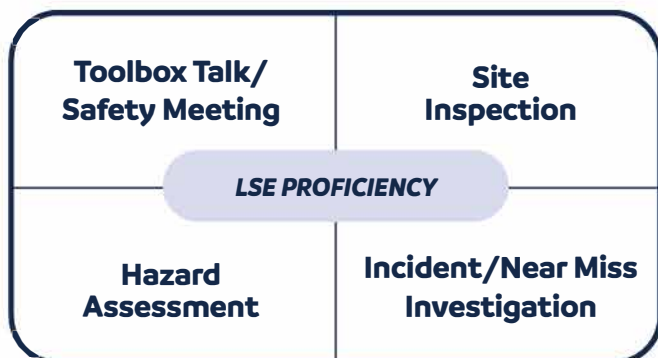 Toolbox Talk/
Safety Meeting
Site
Inspection
LSE PROFICIENCY
Hazard
Assessment
Incident/Near Miss
Investigation